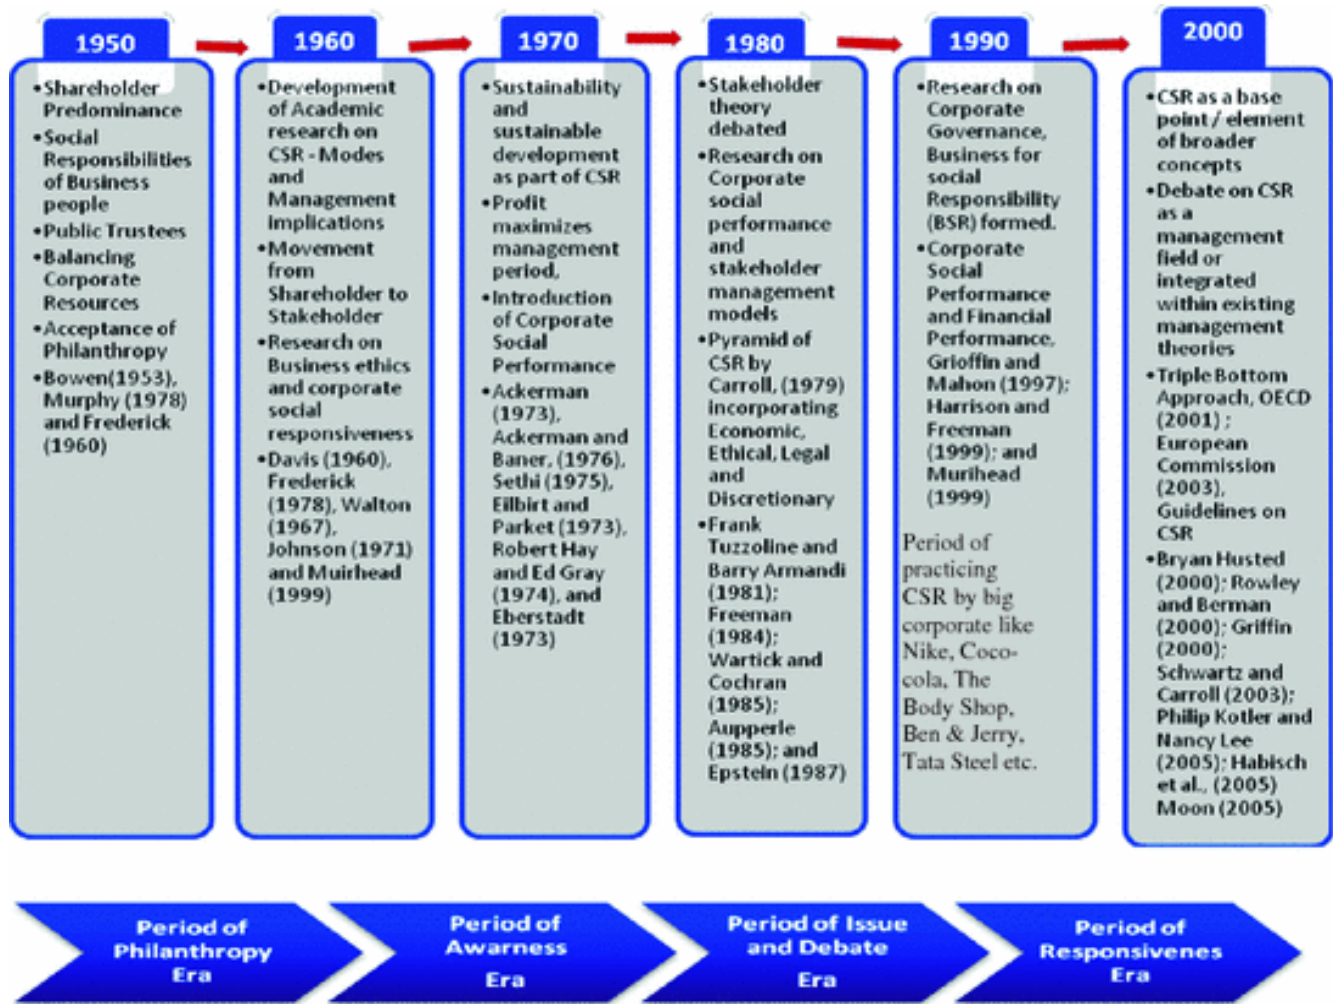 1950
•Shareholder
Predominance
•Social
Responsibilities
of Business
people
•Public Trustees
•Balancing
Corporate
Resources
•Acceptance of
Philanthropy
•Bowen(1953),
Murphy (1978)
and Frederick
(1960)
1960
•Development
of Academic
research on
CSR - Modes
and
Management
Implications
•Movement
from
Shareholder to
Stakeholder
•Research on
Business ethics
and corporate
social
responsiveness
•Davis (1960),
Frederick
(1978), Walton
(1967),
Johnson (1971)
and Muirhead
(1999)
1970
•Sustainability
and
sustainable
development
as part of CSR
•Profit
maximizes
management
period,
•Introduction
of Corporate
Social
Performance
•Ackerman
(1973),
Ackerman and
Baner, (1976),
Sethi (1975),
Eilbirt and
Parket (1973),
Robert Hay
and Ed Gray
(1974), and
Eberstadt
(1973)
1980
•Stakeholder
theory
debated
•Research on
Corporate
social
performance
and
stakeholder
management
models
•Pyramid of
CSR by
Carroll, (1979)
incorporating
Economic,
Ethical, Legal
and
Discretionary
•Frank
Tuzzoline and
Barry Armandi
(1981);
Freeman
(1984);
Wartick and
Cochran
(1985);
Aupperle
(1985); and
Epstein (1987)
1990
•Research on
Corporate
Governance,
Business for
social
Responsibility
(BSR) formed.
•Corporate
Social
Performance
and Financial
Performance,
Grioffin and
Mahon (1997);
Harrison and
Freeman
(1999); and
Murihead
(1999)
Period of
practicing
CSR by big
corporate like
Nike, Coco-
cola, The
Body Shop,
Ben & Jerry,
Tata Steel etc.
2000
•CSR as a base
point / element
of broader
concepts
•Debate on CSR
as a
management
field or
integrated
within existing
management
theories
•Triple Bottom
Approach, OECD
(2001) ;
European
Commission
(2003),
Guidelines on
CSR
•Bryan Husted
(2000); Rowley
and Berman
(2000); Griffin
(2000);
Schwartz and
Carroll (2003);
Philip Kotler and
Nancy Lee
(2005); Habisch
et al., (2005)
Moon (2005)
Period of
Philanthropy
Era
Period of
Awarness
Era
Period of Issue
and Debate
Era
Period of
Responsivenes
Era